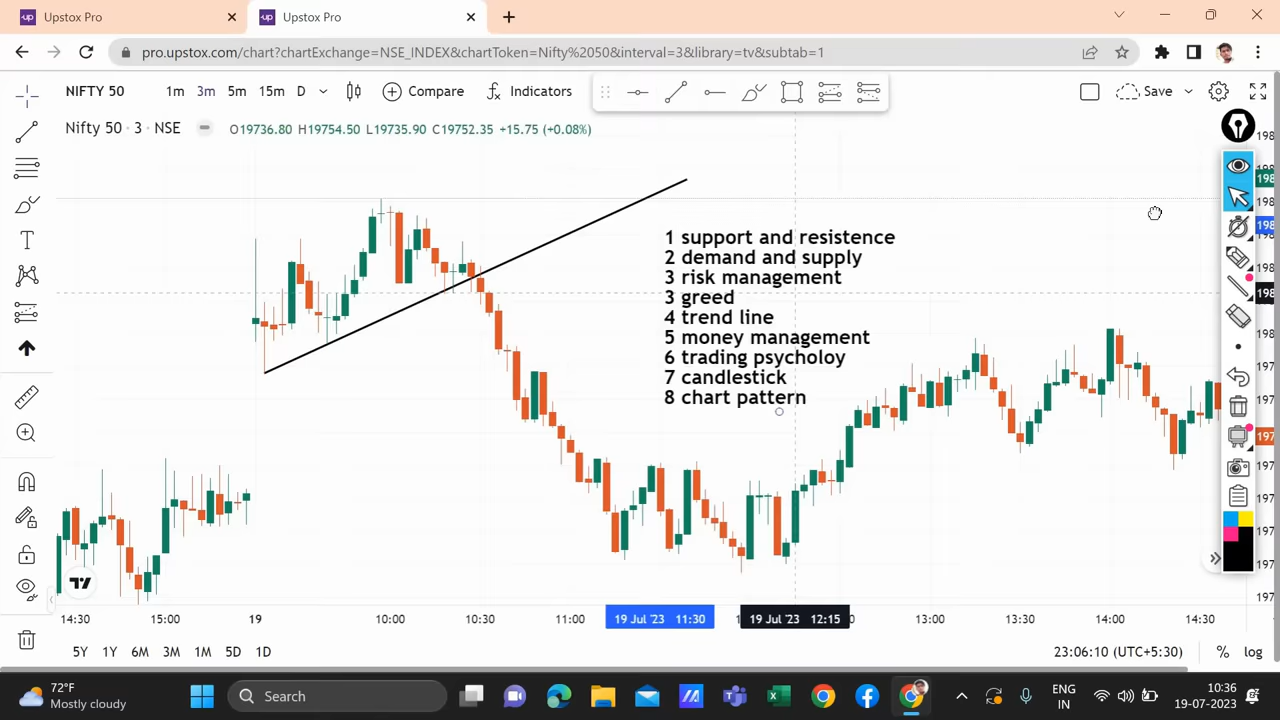 Upstox Pro
Upstox Pro
pro.upstox.com/chart?chartExchange=NSE_INDEX&chartToken=Nifty%2050&interval=3&library=tv&subtab=1
NIFTY 50 1m 3m 5m 15m D Compare Indicators Save
Nifty 50 · 3 · NSE O19736.80 H19754.50 L19735.90 C19752.35 +15.75 (+0.08%)
1 support and resistence
2 demand and supply
3 risk management
3 greed
4 trend line
5 money management
6 trading psycholoy
7 candlestick
8 chart pattern
14:30 15:00 19 10:00 10:30 11:00 19 Jul '23 11:30 19 Jul '23 12:15 13:00 13:30 14:00 14:30
5Y 1Y 6M 3M 1M 5D 1D 23:06:10 (UTC+5:30) % log
72°F
Mostly cloudy
Search
ENG
IN
10:36
19-07-2023